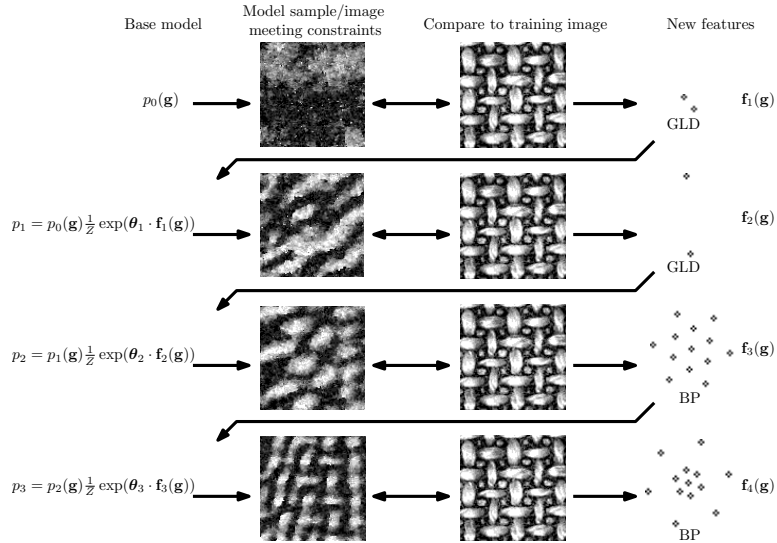 Base model
Model sample/image
meeting constraints
Compare to training image
New features
p₀(𝐠)
𝐟₁(𝐠)
GLD
p₁ = p₀(𝐠) 1/Z exp(𝜽₁ · 𝐟₁(𝐠))
𝐟₂(𝐠)
GLD
p₂ = p₁(𝐠) 1/Z exp(𝜽₂ · 𝐟₂(𝐠))
𝐟₃(𝐠)
BP
p₃ = p₂(𝐠) 1/Z exp(𝜽₃ · 𝐟₃(𝐠))
𝐟₄(𝐠)
BP